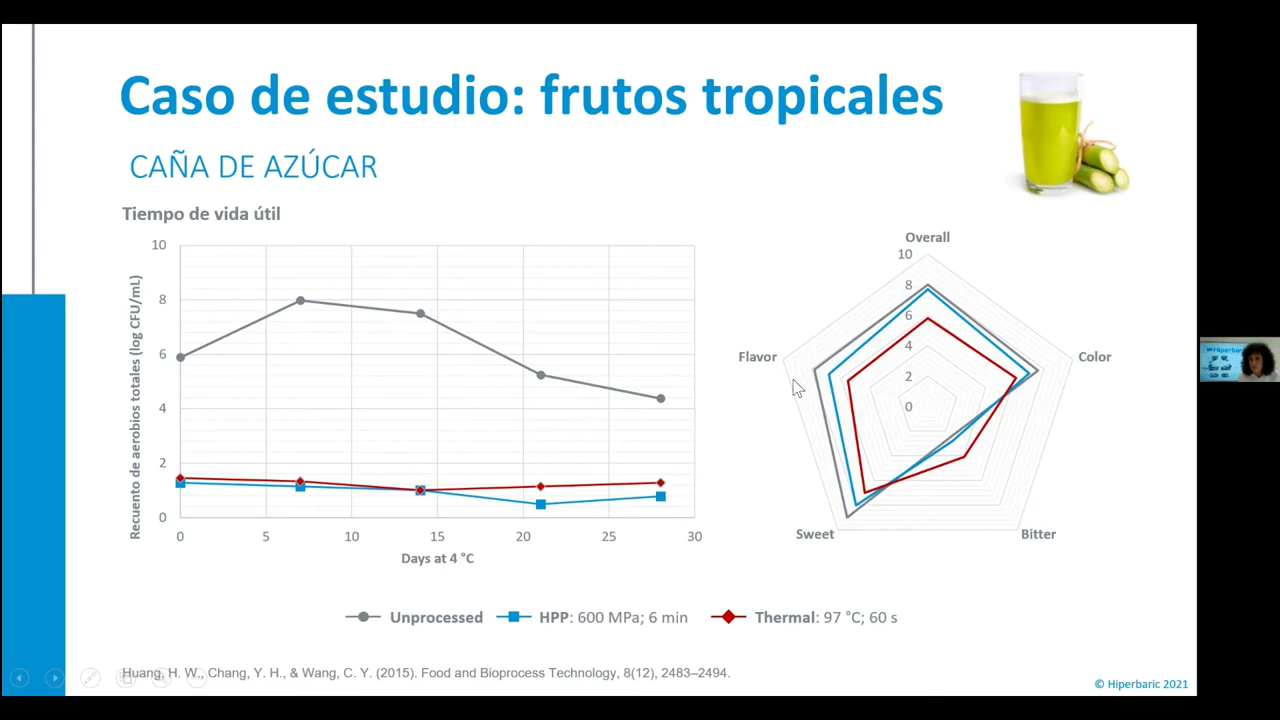 Caso de estudio: frutos tropicales
CAÑA DE AZÚCAR
Tiempo de vida útil
Recuento de aerobios totales (log CFU/mL)
10
8
6
4
2
0
0
5
10
15
20
25
30
Days at 4 °C
Overall
10
8
6
4
2
0
Flavor
Color
Sweet
Bitter
Unprocessed
HPP: 600 MPa; 6 min
Thermal: 97 °C; 60 s
Huang, H. W., Chang, Y. H., & Wang, C. Y. (2015). Food and Bioprocess Technology, 8(12), 2483–2494.
© Hiperbaric 2021
Hiperbaric